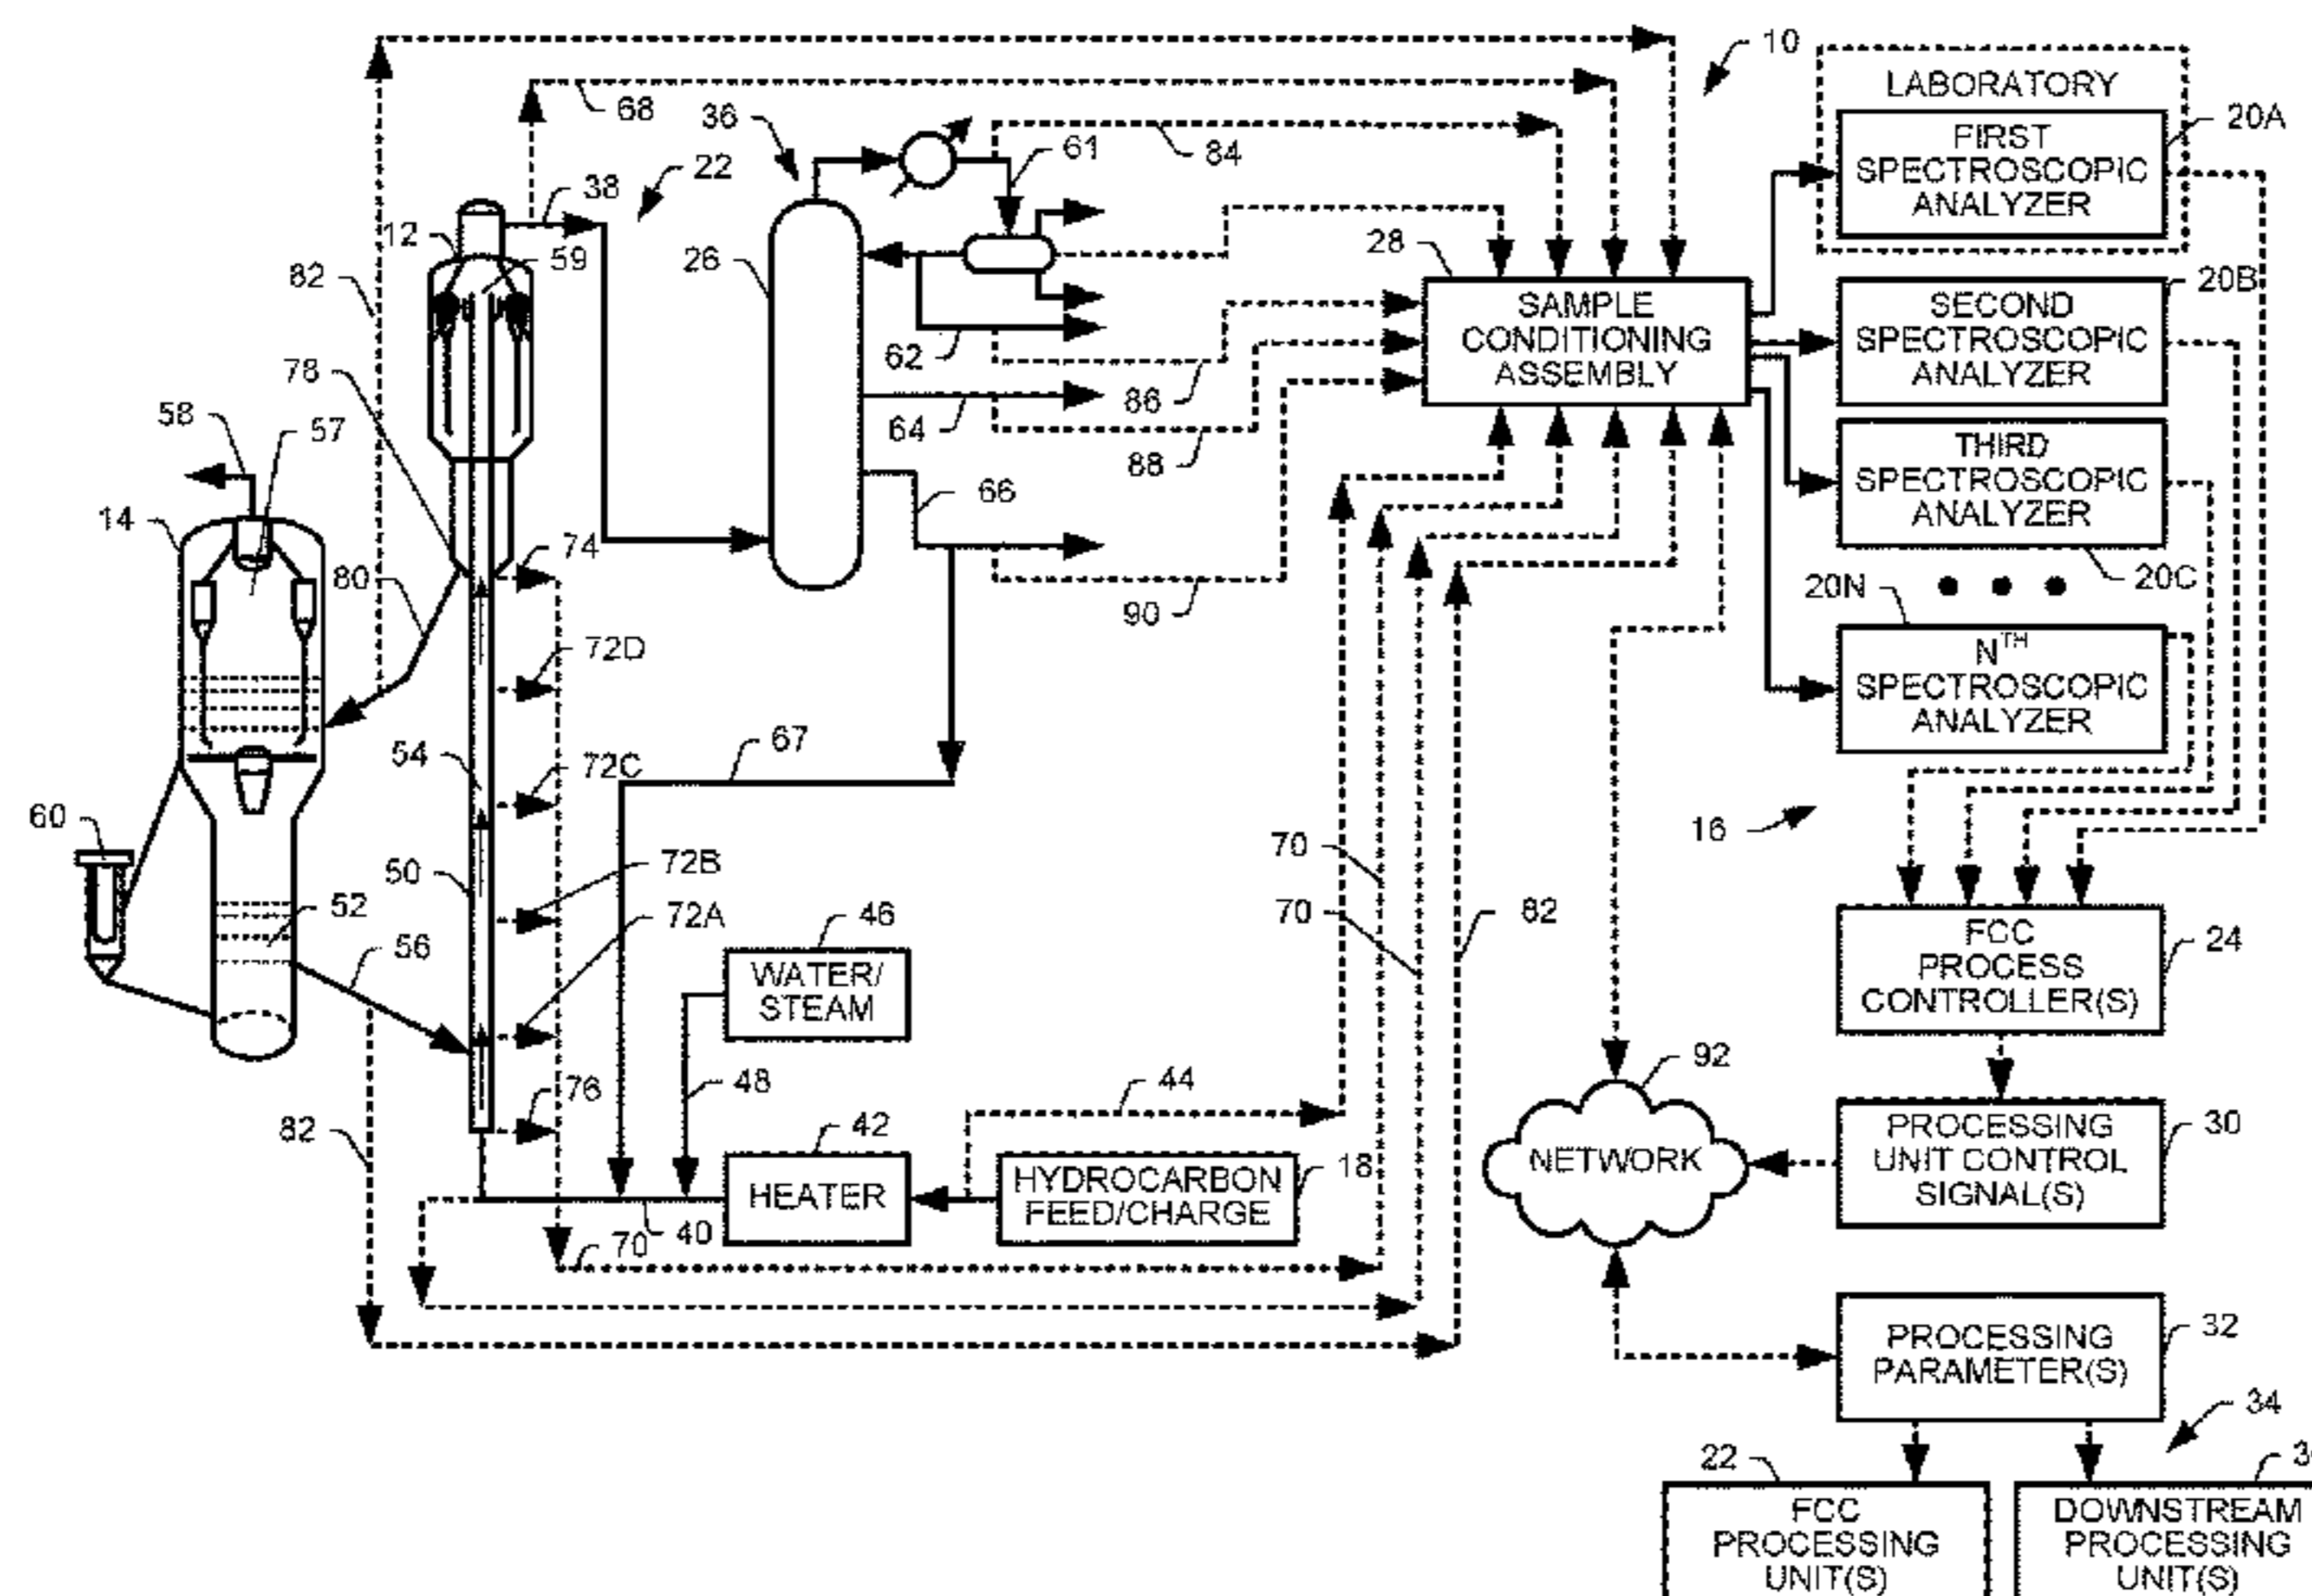 10
LABORATORY
FIRST
SPECTROSCOPIC
ANALYZER
20A
68
36
84
61
38
22
12
59
26
28
82
SAMPLE
CONDITIONING
ASSEMBLY
SECOND
SPECTROSCOPIC
ANALYZER
20B
62
78
86
64
88
58
57
THIRD
SPECTROSCOPIC
ANALYZER
20C
66
14
74
80
90
20N
NTH
SPECTROSCOPIC
ANALYZER
72D
54
67
72C
60
16
70
50
72B
52
72A
46
70
82
56
WATER/
STEAM
FCC
PROCESS
CONTROLLER(S)
24
92
48
44
76
82
42
HEATER
HYDROCARBON
FEED/CHARGE
18
NETWORK
PROCESSING
UNIT CONTROL
SIGNAL(S)
30
70
40
PROCESSING
PARAMETER(S)
32
34
22
FCC
PROCESSING
UNIT(S)
DOWNSTREAM
PROCESSING
UNIT(S)